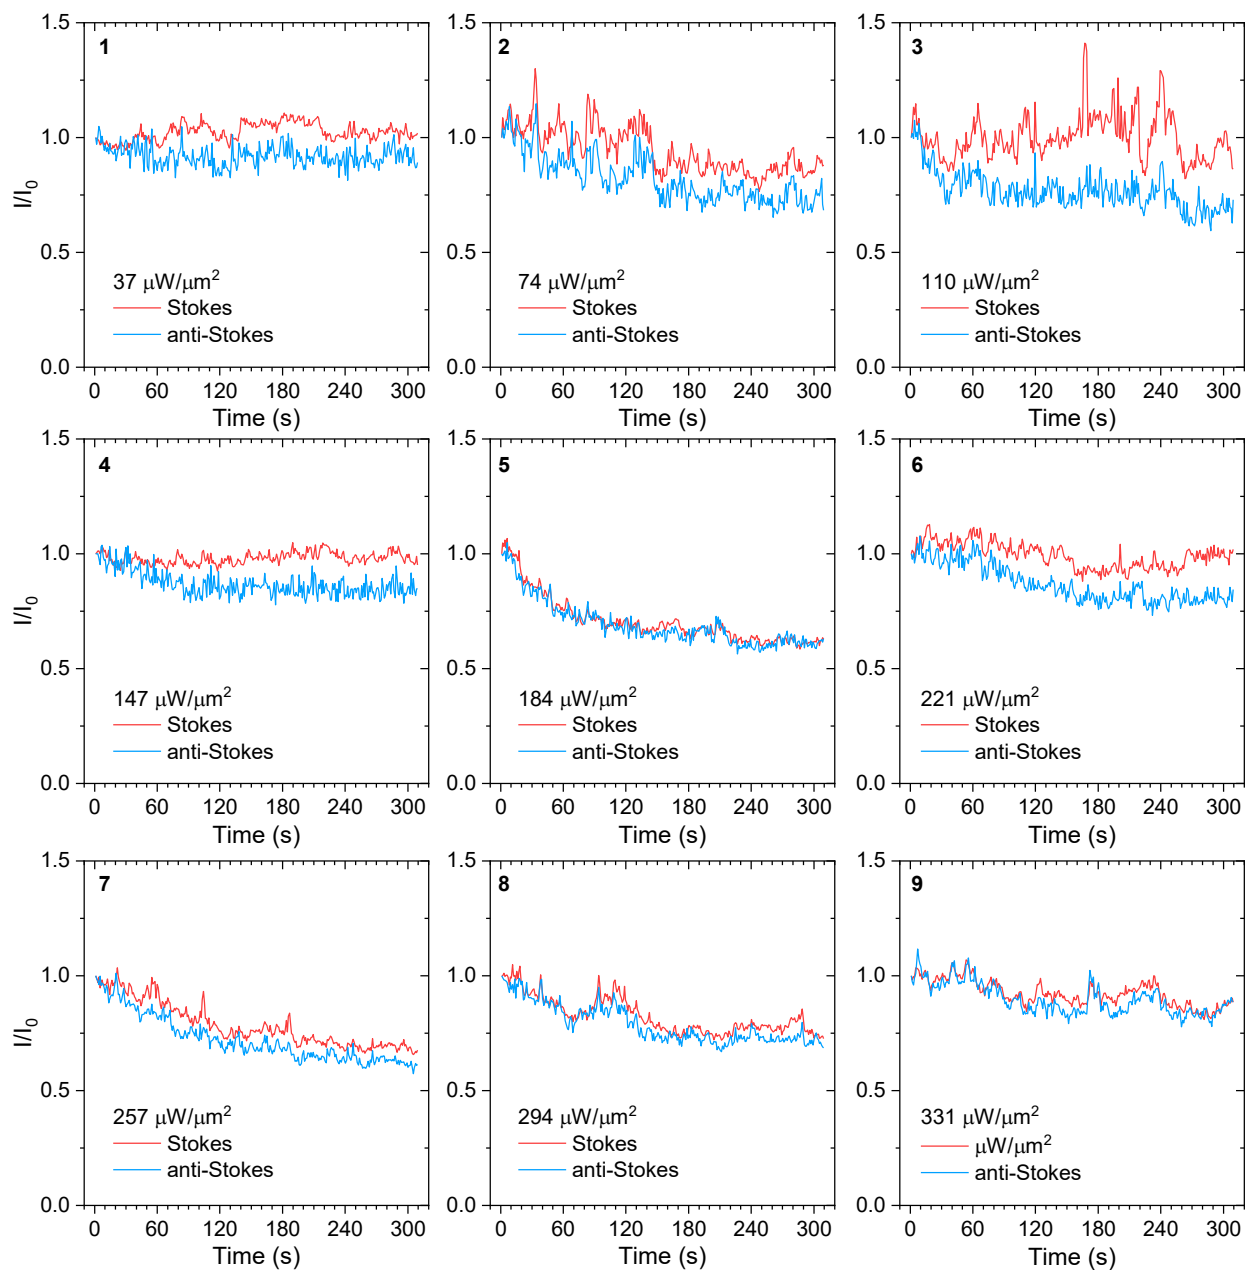 1.5
1
1.0
I/I0
0.5
37 μW/μm2
Stokes
anti-Stokes
0.0
0 60 120 180 240 300
Time (s)
1.5
2
1.0
0.5
74 μW/μm2
Stokes
anti-Stokes
0.0
0 60 120 180 240 300
Time (s)
1.5
3
1.0
0.5
110 μW/μm2
Stokes
anti-Stokes
0.0
0 60 120 180 240 300
Time (s)
1.5
4
1.0
I/I0
0.5
147 μW/μm2
Stokes
anti-Stokes
0.0
0 60 120 180 240 300
Time (s)
1.5
5
1.0
0.5
184 μW/μm2
Stokes
anti-Stokes
0.0
0 60 120 180 240 300
Time (s)
1.5
6
1.0
0.5
221 μW/μm2
Stokes
anti-Stokes
0.0
0 60 120 180 240 300
Time (s)
1.5
7
1.0
I/I0
0.5
257 μW/μm2
Stokes
anti-Stokes
0.0
0 60 120 180 240 300
Time (s)
1.5
8
1.0
0.5
294 μW/μm2
Stokes
anti-Stokes
0.0
0 60 120 180 240 300
Time (s)
1.5
9
1.0
0.5
331 μW/μm2
μW/μm2
anti-Stokes
0.0
0 60 120 180 240 300
Time (s)